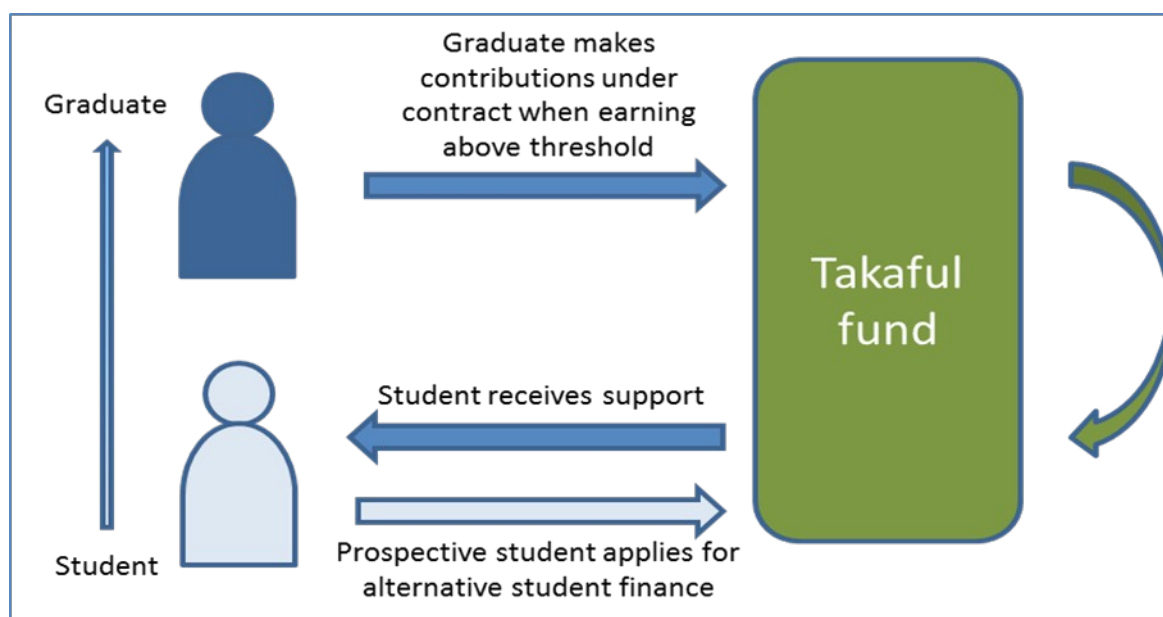 Graduate makes
contributions under
contract when earning
above threshold
Graduate
Takaful
fund
Student receives support
Student
Prospective student applies for
alternative student finance